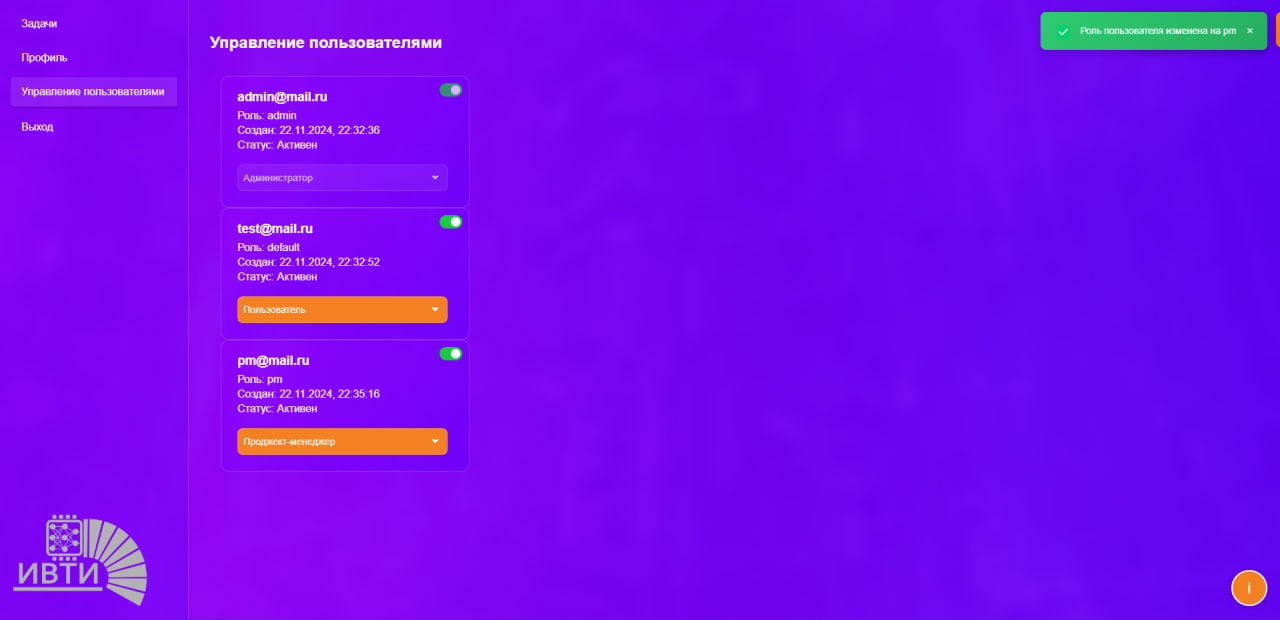 Задачи
Профиль
Управление пользователями
Выход
ИВТИ
Управление пользователями
admin@mail.ru
Роль: admin
Создан: 22.11.2024, 22:32:36
Статус: Активен
Администратор
test@mail.ru
Роль: default
Создан: 22.11.2024, 22:32:52
Статус: Активен
Пользователь
pm@mail.ru
Роль: pm
Создан: 22.11.2024, 22:35:16
Статус: Активен
Проджект-менеджер
Роль пользователя изменена на pm ×
i